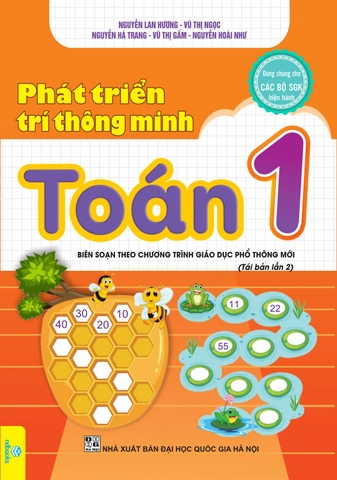 NGUYỄN LAN HƯƠNG - VŨ THỊ NGỌC
NGUYỄN HÀ TRANG - VŨ THỊ GẤM - NGUYỄN HOÀI NHƯ
Dùng chung cho
CÁC BỘ SGK
hiện hành
Phát triển
trí thông minh
Toán 1
BIÊN SOẠN THEO CHƯƠNG TRÌNH GIÁO DỤC PHỔ THÔNG MỚI
(Tái bản lần 2)
30 10
40 20
11 22
55
NHÀ XUẤT BẢN ĐẠI HỌC QUỐC GIA HÀ NỘI